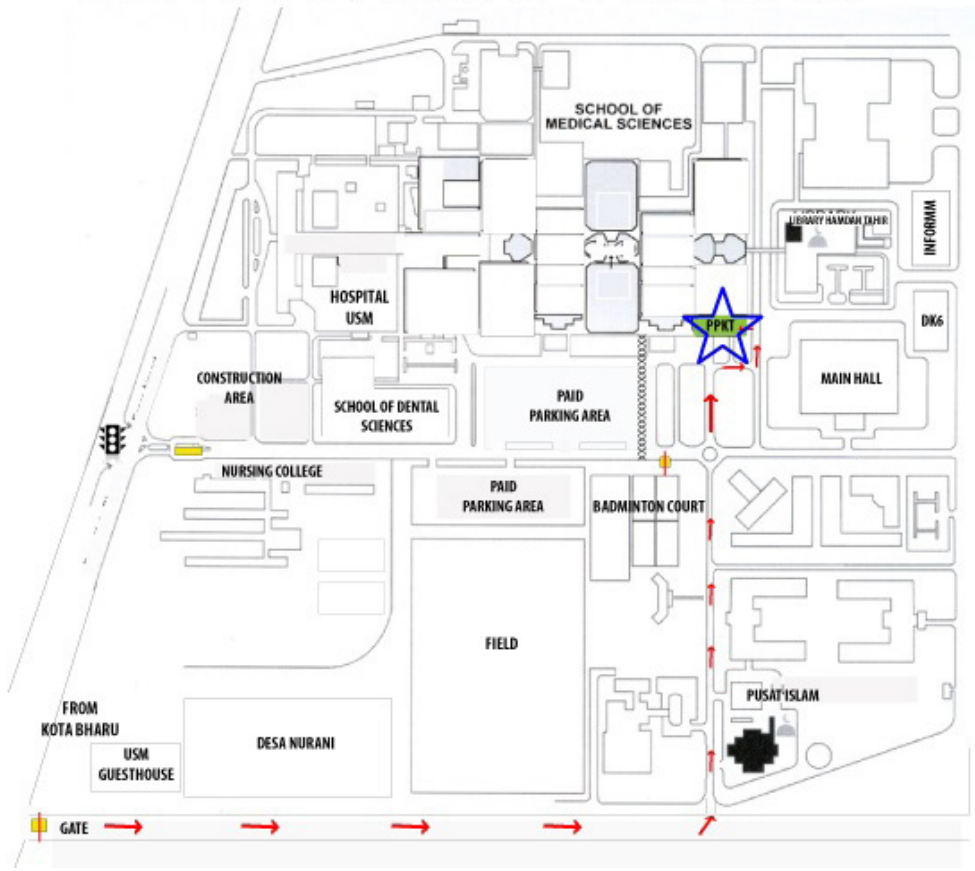 SCHOOL OF
MEDICAL SCIENCES
LIBRARY HAMDAH TAHIR
INFORMM
HOSPITAL
USM
PPKT
DK6
CONSTRUCTION
AREA
MAIN HALL
SCHOOL OF DENTAL
SCIENCES
PAID
PARKING AREA
NURSING COLLEGE
PAID
PARKING AREA
BADMINTON COURT
FIELD
PUSAT ISLAM
FROM
KOTA BHARU
USM
GUESTHOUSE
DESA NURANI
GATE